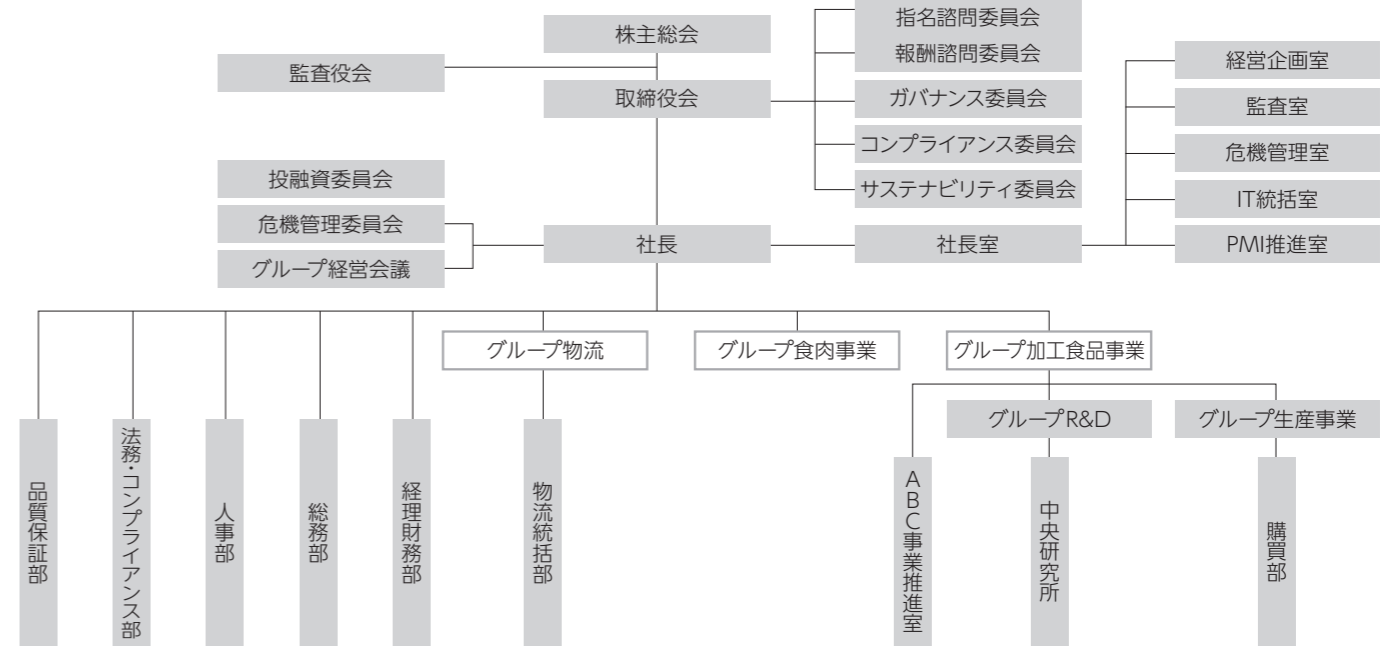 株主総会
監査役会
取締役会
指名諮問委員会
報酬諮問委員会
ガバナンス委員会
コンプライアンス委員会
サステナビリティ委員会
経営企画室
監査室
危機管理室
IT統括室
PMI推進室
投融資委員会
危機管理委員会
グループ経営会議
社長
社長室
グループ物流
グループ食肉事業
グループ加工食品事業
グループR&D
グループ生産事業
品質保証部
法務・コンプライアンス部
人事部
総務部
経理財務部
物流統括部
ABC事業推進室
中央研究所
購買部